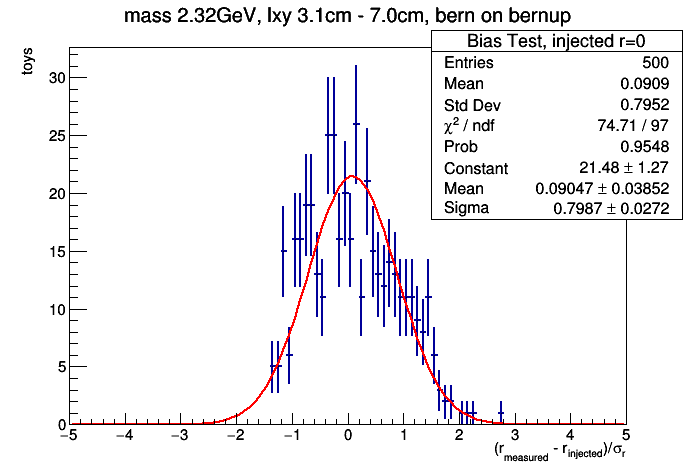 mass 2.32GeV, lxy 3.1cm - 7.0cm, bern on bernup
Bias Test, injected r=0
Entries 500
Mean 0.0909
Std Dev 0.7952
χ² / ndf 74.71 / 97
Prob 0.9548
Constant 21.48 ± 1.27
Mean 0.09047 ± 0.03852
Sigma 0.7987 ± 0.0272
toys
30
25
20
15
10
5
0
−5 −4 −3 −2 −1 0 1 2 3 4 5
(r_measured - r_injected)/σ_r